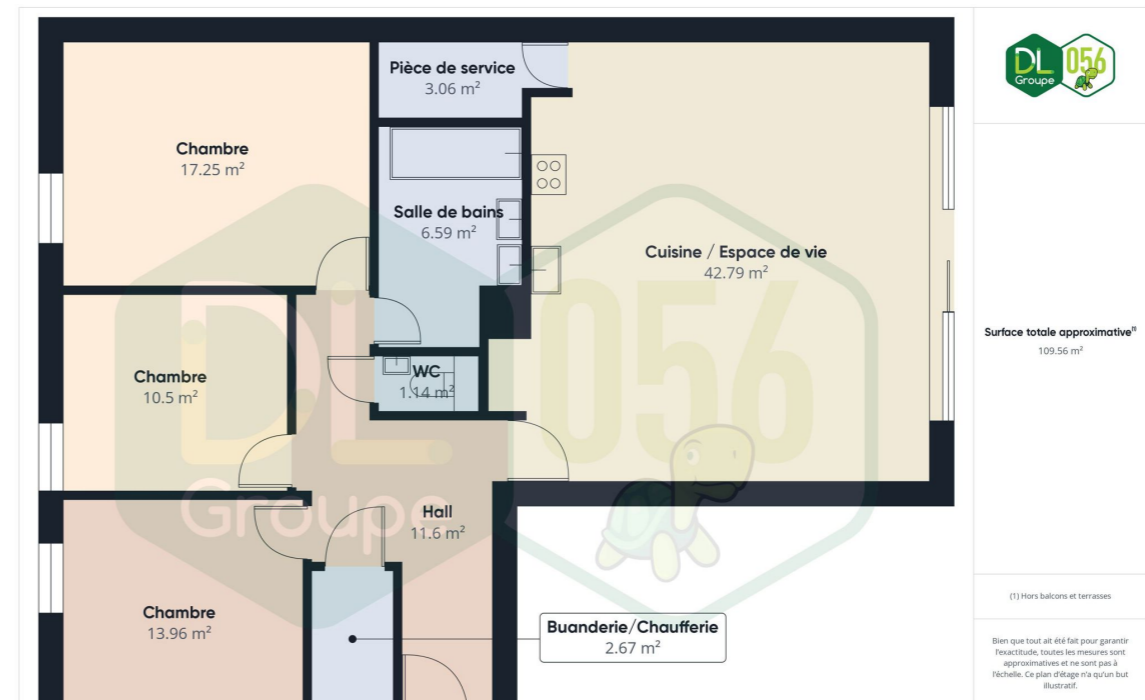 Pièce de service
3.06 m²
Chambre
17.25 m²
Salle de bains
6.59 m²
Cuisine / Espace de vie
42.79 m²
Chambre
10.5 m²
WC
1.14 m²
Hall
11.6 m²
Chambre
13.96 m²
Buanderie/Chaufferie
2.67 m²
DL 056
Groupe
DL 056
Groupe
Surface totale approximative⁽¹⁾
109.56 m²
(1) Hors balcons et terrasses
Bien que tout ait été fait pour garantir
l'exactitude, toutes les mesures sont
approximatives et ne sont pas à
l'échelle. Ce plan d'étage n'a qu'un but
illustratif.